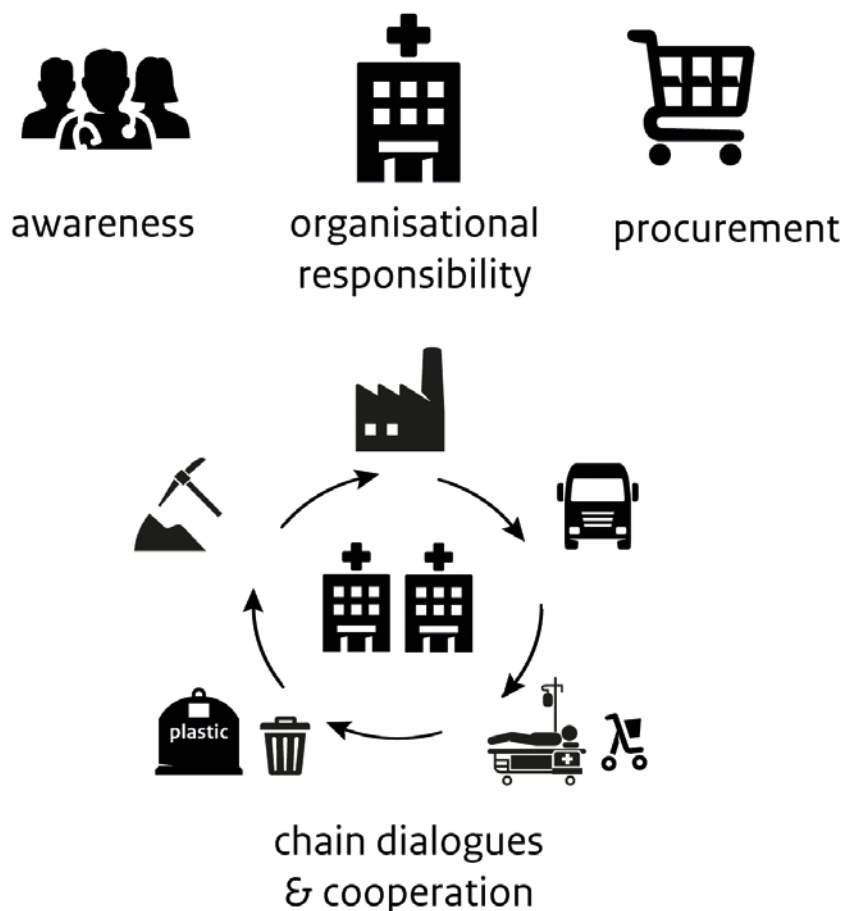 awareness
organisational
responsibility
procurement
plastic
chain dialogues
& cooperation